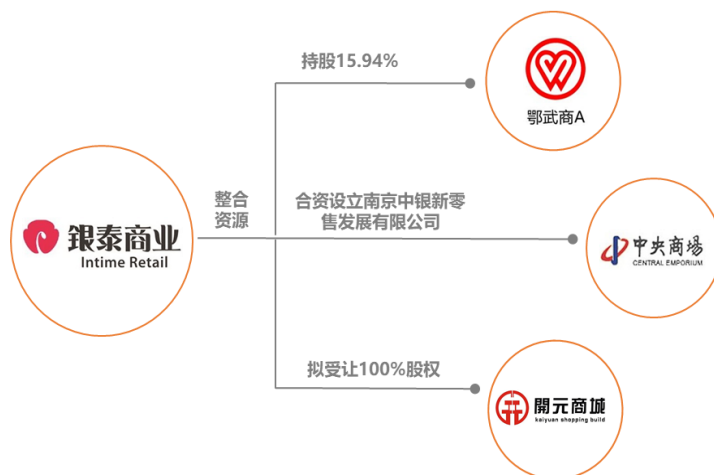 持股15.94%
鄂武商A
整合
资源
合资设立南京中银新零
售发展有限公司
銀泰商业
Intime Retail
中央商場
CENTRAL EMPORIUM
拟受让100%股权
開元商城
kaiyuan shopping build